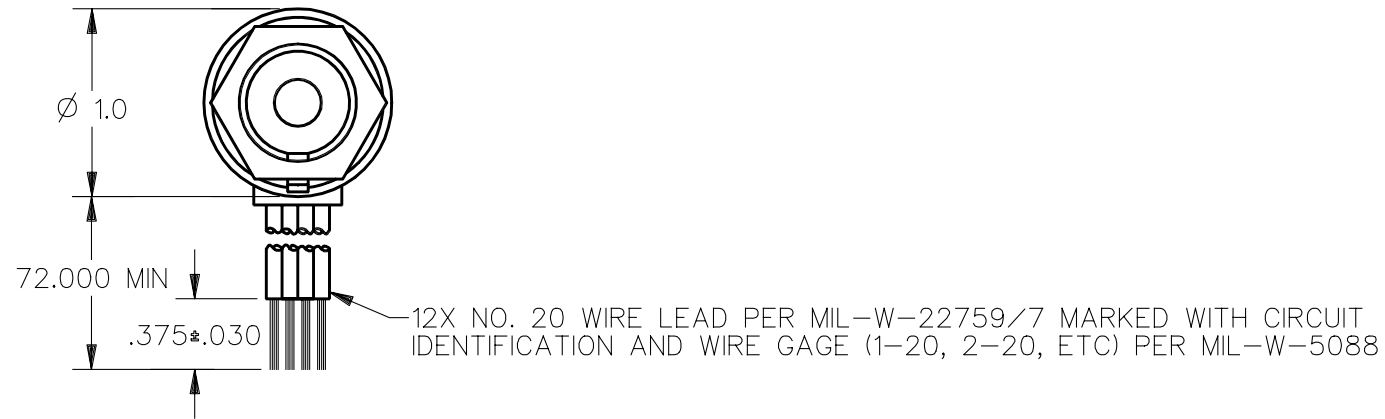 Ø 1.0
72.000 MIN
.375±.030
12X NO. 20 WIRE LEAD PER MIL-W-22759/7 MARKED WITH CIRCUIT
IDENTIFICATION AND WIRE GAGE (1-20, 2-20, ETC) PER MIL-W-5088